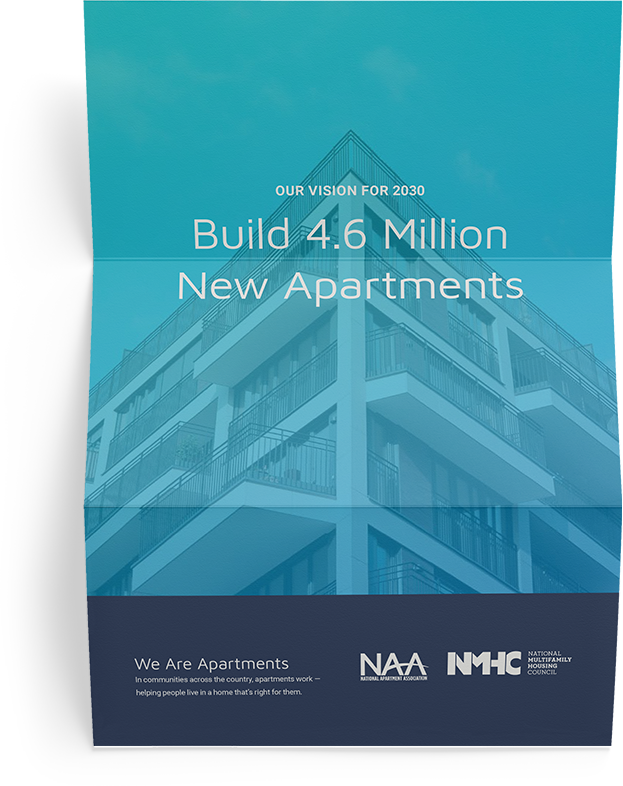 OUR VISION FOR 2030
Build 4.6 Million
New Apartments
We Are Apartments
In communities across the country, apartments work —
helping people live in a home that's right for them.
NAA
NATIONAL APARTMENT ASSOCIATION
NMHC
NATIONAL
MULTIFAMILY
HOUSING
COUNCIL